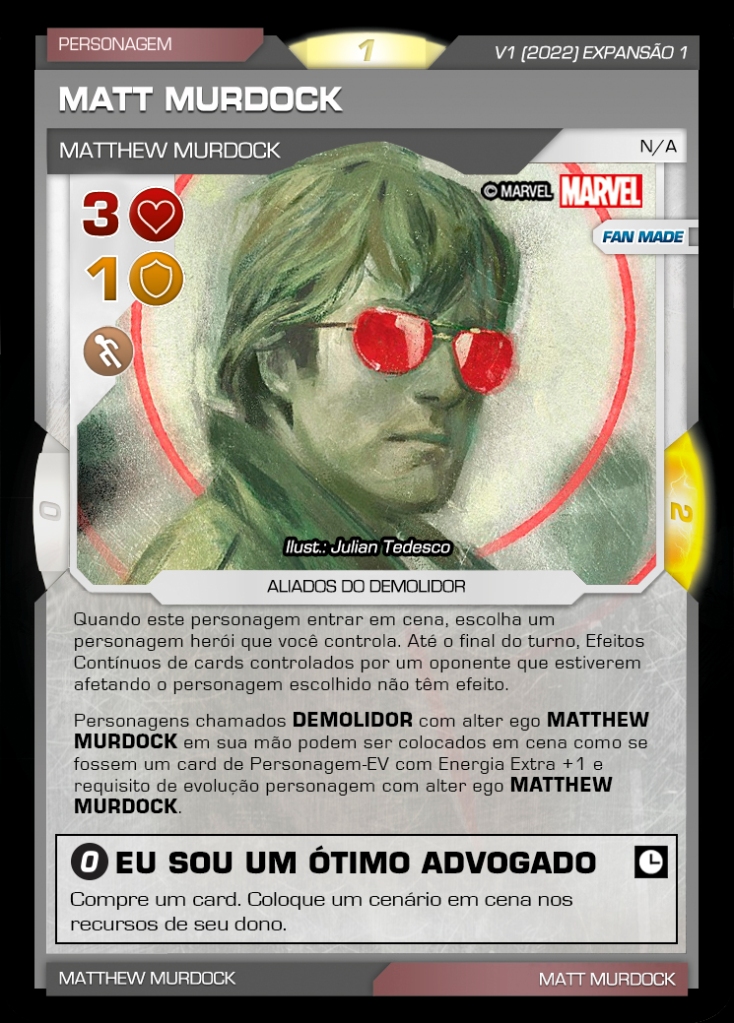 PERSONAGEM
1
V1 (2022) EXPANSÃO 1
MATT MURDOCK
MATTHEW MURDOCK
N/A
© MARVEL MARVEL
3
FAN MADE
1
0
2
Ilust.: Julian Tedesco
ALIADOS DO DEMOLIDOR
Quando este personagem entrar em cena, escolha um
personagem herói que você controla. Até o final do turno, Efeitos
Contínuos de cards controlados por um oponente que estiverem
afetando o personagem escolhido não têm efeito.
Personagens chamados DEMOLIDOR com alter ego MATTHEW
MURDOCK em sua mão podem ser colocados em cena como se
fossem um card de Personagem-EV com Energia Extra +1 e
requisito de evolução personagem com alter ego MATTHEW
MURDOCK.
0 EU SOU UM ÓTIMO ADVOGADO
Compre um card. Coloque um cenário em cena nos
recursos de seu dono.
MATTHEW MURDOCK
MATT MURDOCK